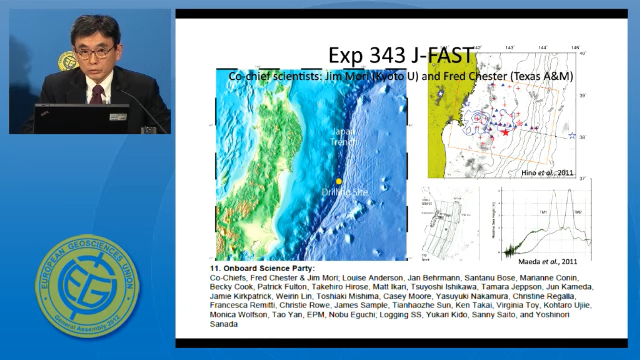 Exp 343 J-FAST
Co-chief scientists: Jim Mori (Kyoto U) and Fred Chester (Texas A&M)
Japan
Trench
Drilling Site
Hino et al., 2011
Maeda et al., 2011
11. Onboard Science Party:
Co-Chiefs, Fred Chester & Jim Mori; Louise Anderson, Jan Behrmann, Santanu Bose, Marianne Conin,
Becky Cook, Patrick Fulton, Takehiro Hirose, Matt Ikari, Tsuyoshi Ishikawa, Tamara Jeppson, Jun Kameda,
Jamie Kirkpatrick, Weirin Lin, Toshiaki Mishima, Casey Moore, Yasuyuki Nakamura, Christine Regalla,
Francesca Remitti, Christie Rowe, James Sample, Tianhaozhe Sun, Ken Takai, Virginia Toy, Kohtaro Ujiie,
Monica Wolfson, Tao Yan, EPM, Nobu Eguchi; Logging SS, Yukari Kido, Sanny Saito, and Yoshinori
Sanada
EUROPEAN GEOSCIENCES UNION
EG
General Assembly 2012